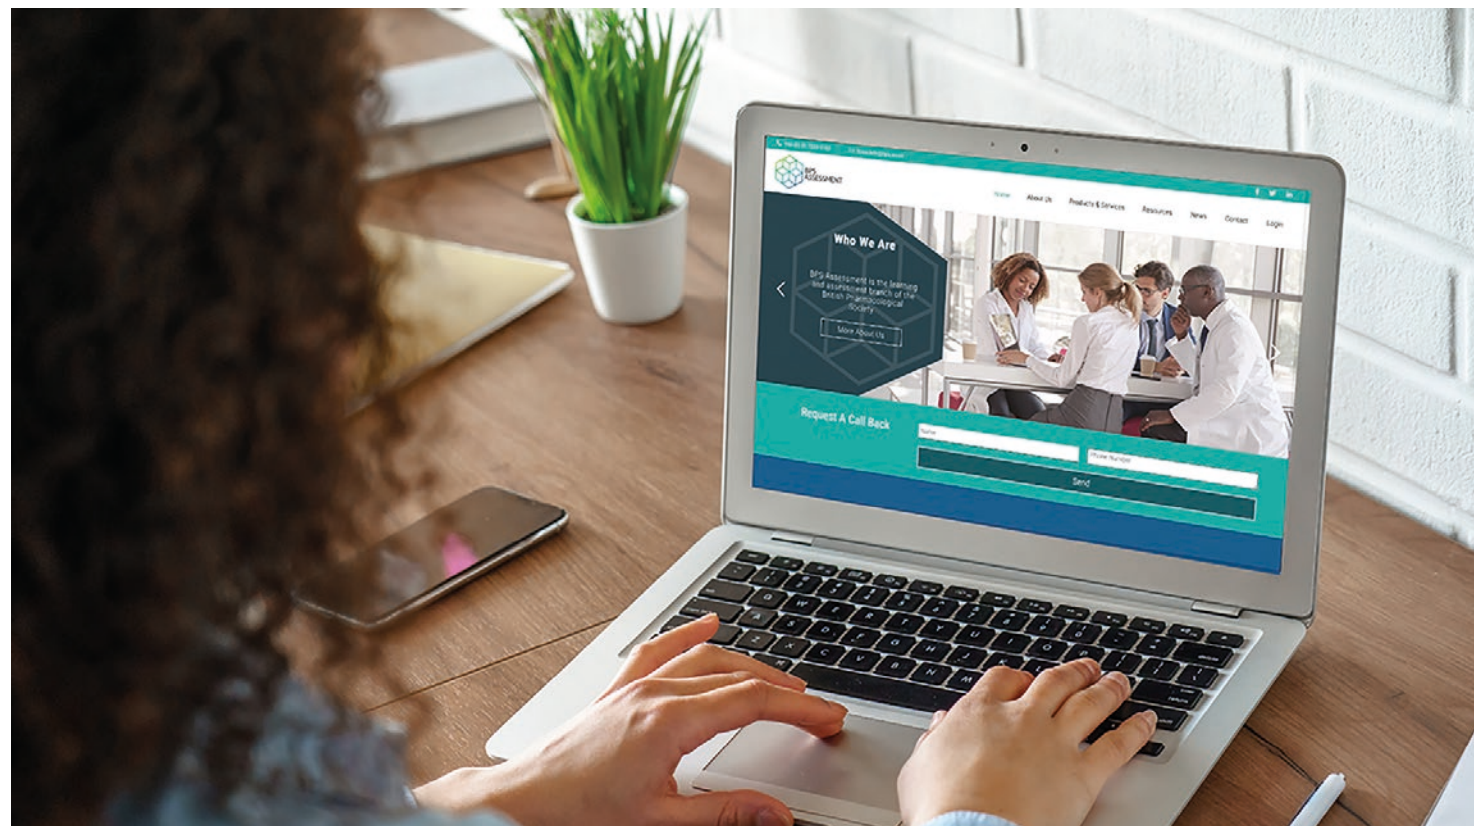 BPS
ASSESSMENT
Home About Us Products & Services Resources News Contact Login
Who We Are
BPS Assessment is the learning
and assessment branch of the
British Pharmacological
Society
More About Us
Request A Call Back
Name
Phone Number
Send